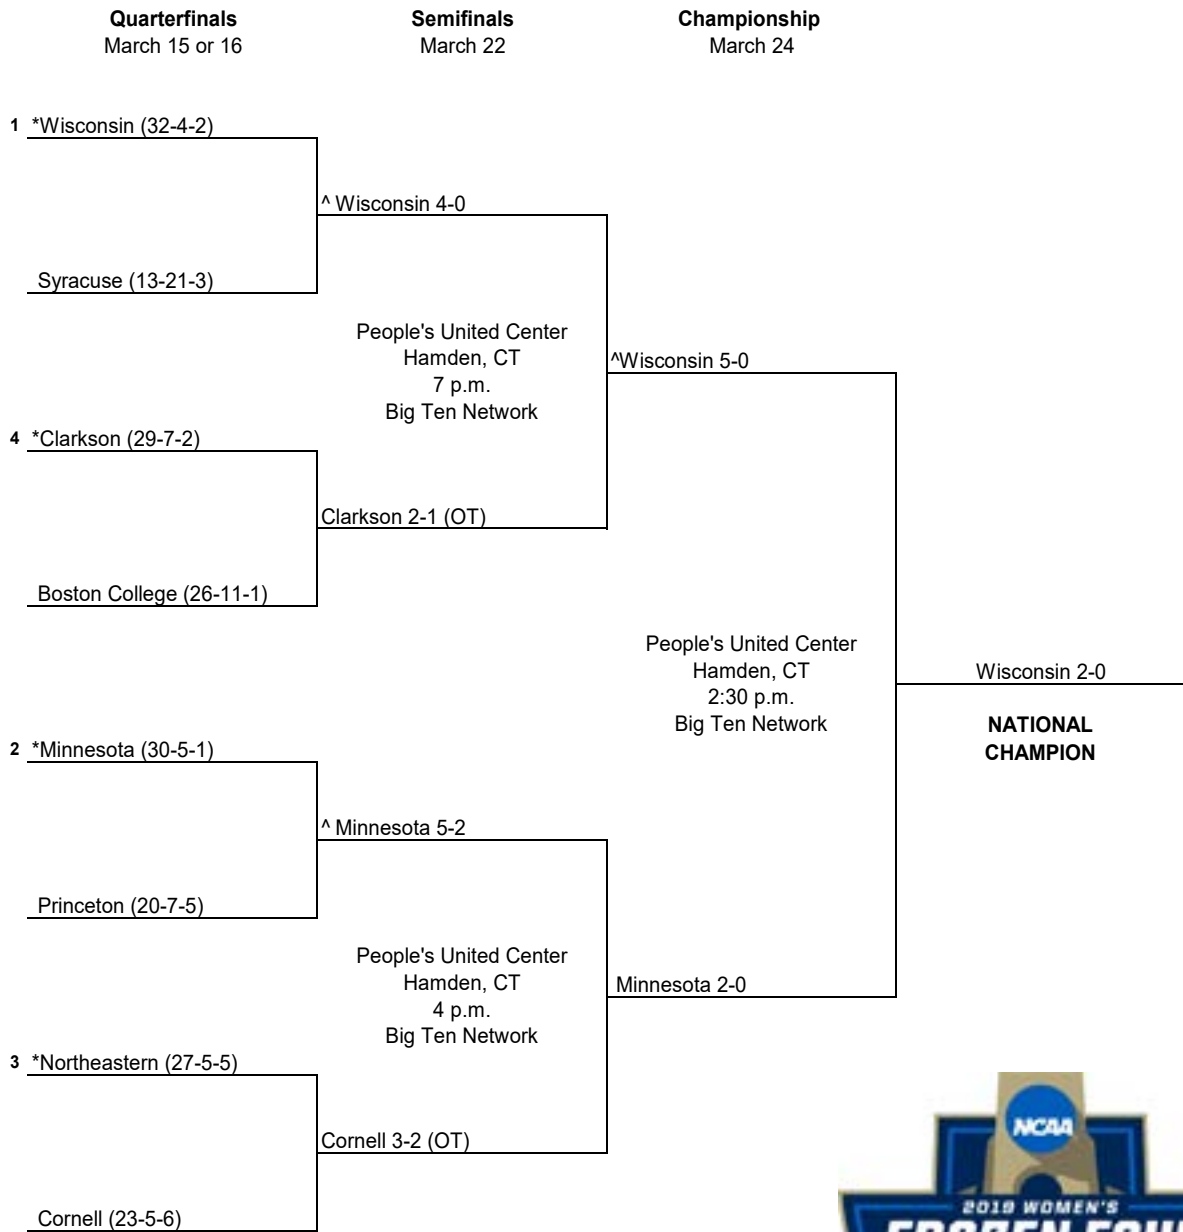 Quarterfinals
March 15 or 16
Semifinals
March 22
Championship
March 24
1 *Wisconsin (32-4-2)
^ Wisconsin 4-0
Syracuse (13-21-3)
People's United Center
Hamden, CT
7 p.m.
Big Ten Network
^Wisconsin 5-0
4 *Clarkson (29-7-2)
Clarkson 2-1 (OT)
Boston College (26-11-1)
People's United Center
Hamden, CT
2:30 p.m.
Big Ten Network
Wisconsin 2-0
NATIONAL
CHAMPION
2 *Minnesota (30-5-1)
^ Minnesota 5-2
Princeton (20-7-5)
People's United Center
Hamden, CT
4 p.m.
Big Ten Network
Minnesota 2-0
3 *Northeastern (27-5-5)
Cornell 3-2 (OT)
Cornell (23-5-6)
NCAA
2019 WOMEN'S
FROZEN FOUR